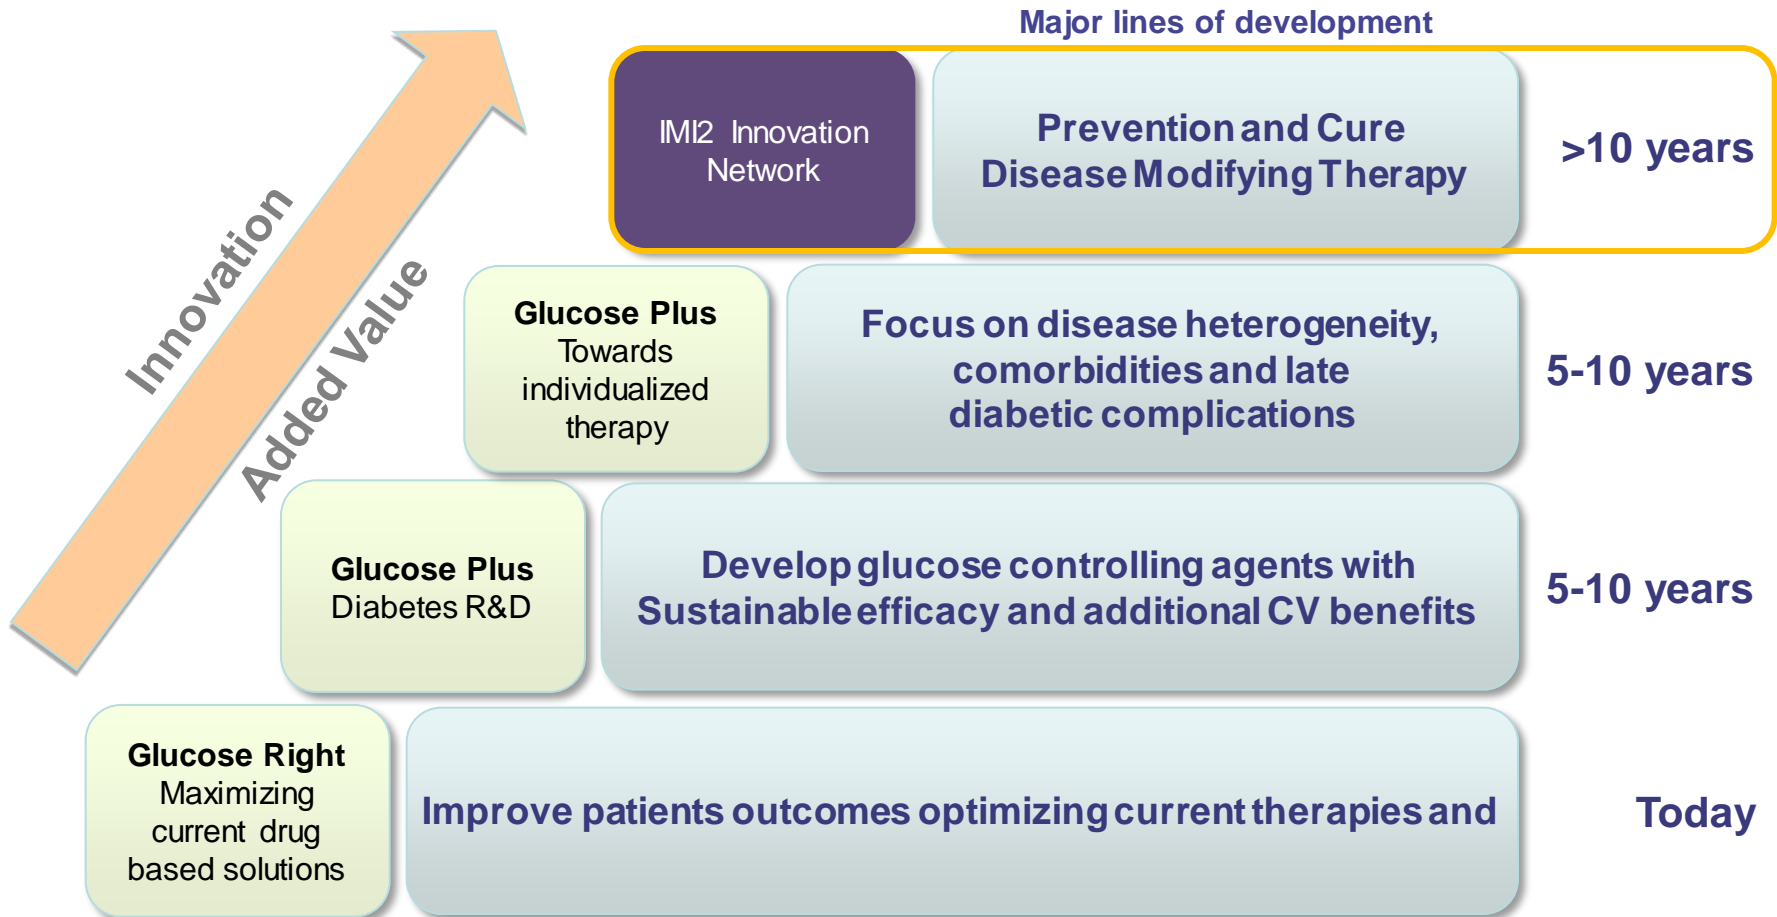 Major lines of development
Innovation
Added Value
IMI2 Innovation
Network
Prevention and Cure
Disease Modifying Therapy
>10 years
Glucose Plus
Towards
individualized
therapy
Focus on disease heterogeneity,
comorbidities and late
diabetic complications
5-10 years
Glucose Plus
Diabetes R&D
Develop glucose controlling agents with
Sustainable efficacy and additional CV benefits
5-10 years
Glucose Right
Maximizing
current drug
based solutions
Improve patients outcomes optimizing current therapies and
Today